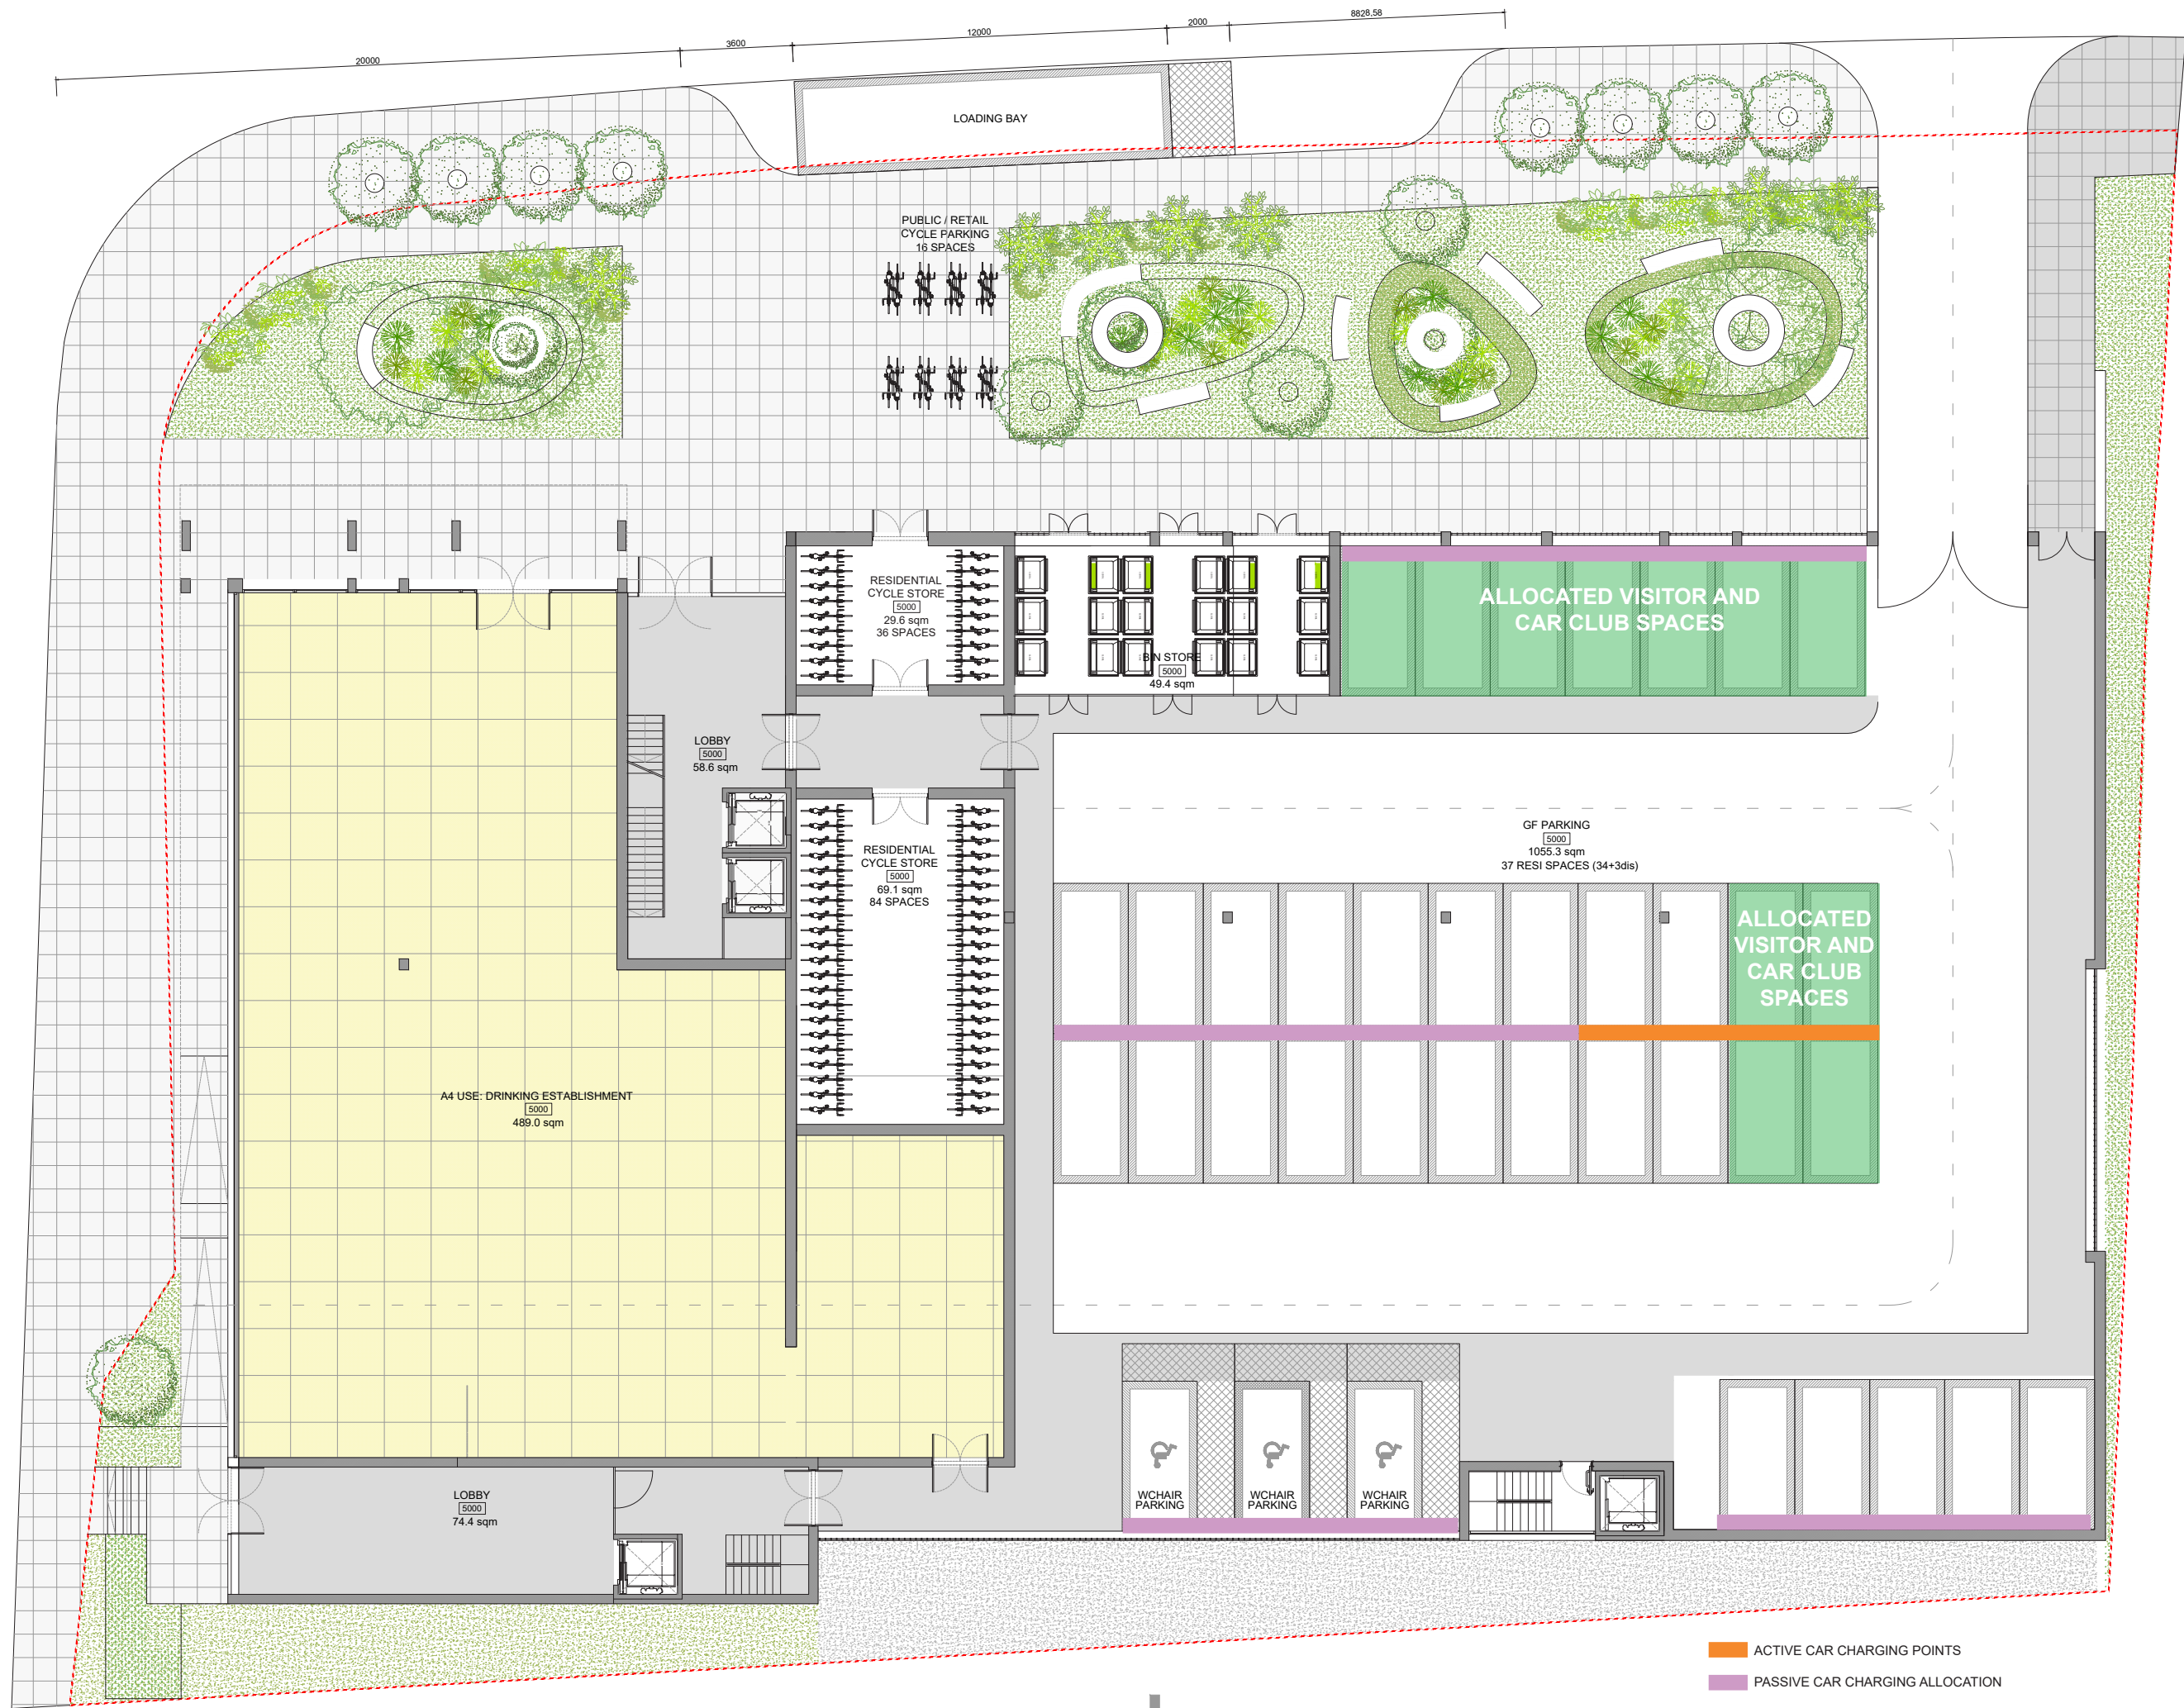 20000
3600
12000
2000
8828.58
LOADING BAY
PUBLIC / RETAIL
CYCLE PARKING
16 SPACES
RESIDENTIAL
CYCLE STORE
5000
29.6 sqm
36 SPACES
BIN STORE
5000
49.4 sqm
ALLOCATED VISITOR AND
CAR CLUB SPACES
LOBBY
5000
58.6 sqm
RESIDENTIAL
CYCLE STORE
5000
69.1 sqm
84 SPACES
GF PARKING
5000
1055.3 sqm
37 RESI SPACES (34+3dis)
ALLOCATED
VISITOR AND
CAR CLUB
SPACES
A4 USE: DRINKING ESTABLISHMENT
5000
489.0 sqm
LOBBY
5000
74.4 sqm
WCHAIR
PARKING
WCHAIR
PARKING
WCHAIR
PARKING
ACTIVE CAR CHARGING POINTS
PASSIVE CAR CHARGING ALLOCATION